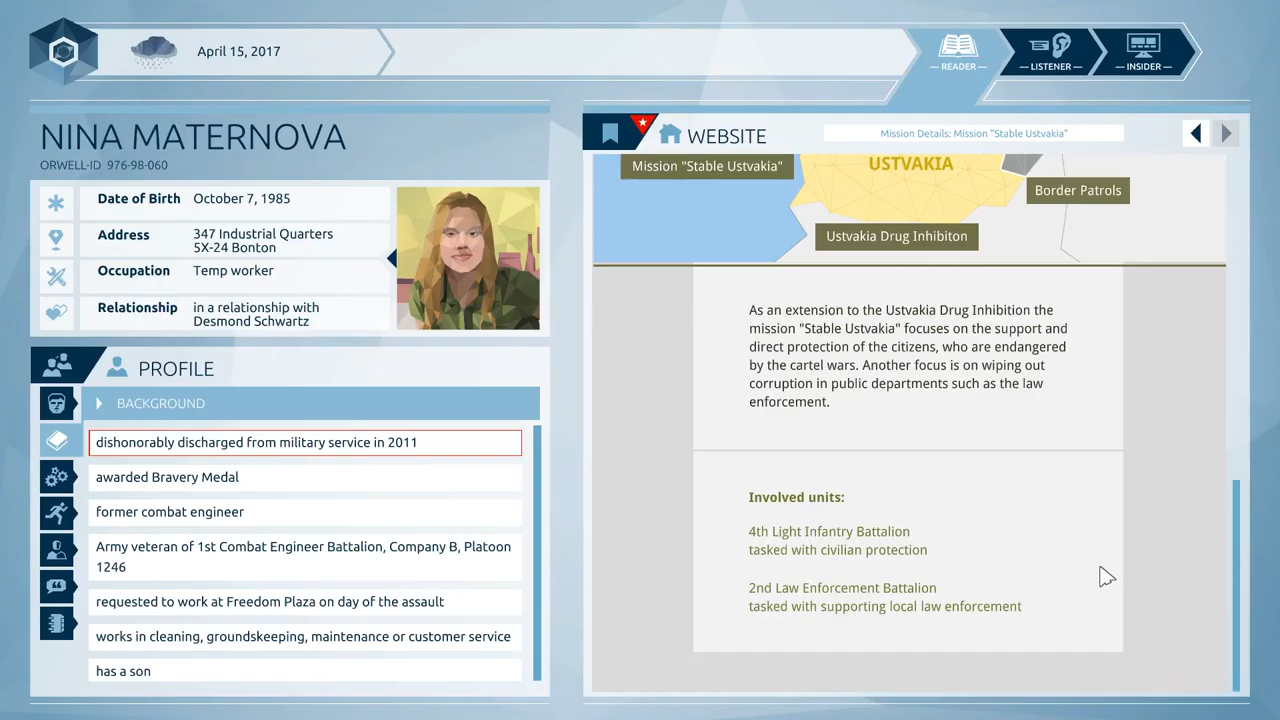 April 15, 2017
— READER —
— LISTENER —
— INSIDER —
NINA MATERNOVA
ORWELL-ID 976-98-060
Date of Birth October 7, 1985
Address 347 Industrial Quarters
5X-24 Bonton
Occupation Temp worker
Relationship in a relationship with
Desmond Schwartz
PROFILE
BACKGROUND
dishonorably discharged from military service in 2011
awarded Bravery Medal
former combat engineer
Army veteran of 1st Combat Engineer Battalion, Company B, Platoon
1246
requested to work at Freedom Plaza on day of the assault
works in cleaning, groundskeeping, maintenance or customer service
has a son
WEBSITE
Mission Details: Mission "Stable Ustvakia"
Mission "Stable Ustvakia"
USTVAKIA
Border Patrols
Ustvakia Drug Inhibiton
As an extension to the Ustvakia Drug Inhibition the
mission "Stable Ustvakia" focuses on the support and
direct protection of the citizens, who are endangered
by the cartel wars. Another focus is on wiping out
corruption in public departments such as the law
enforcement.
Involved units:
4th Light Infantry Battalion
tasked with civilian protection
2nd Law Enforcement Battalion
tasked with supporting local law enforcement